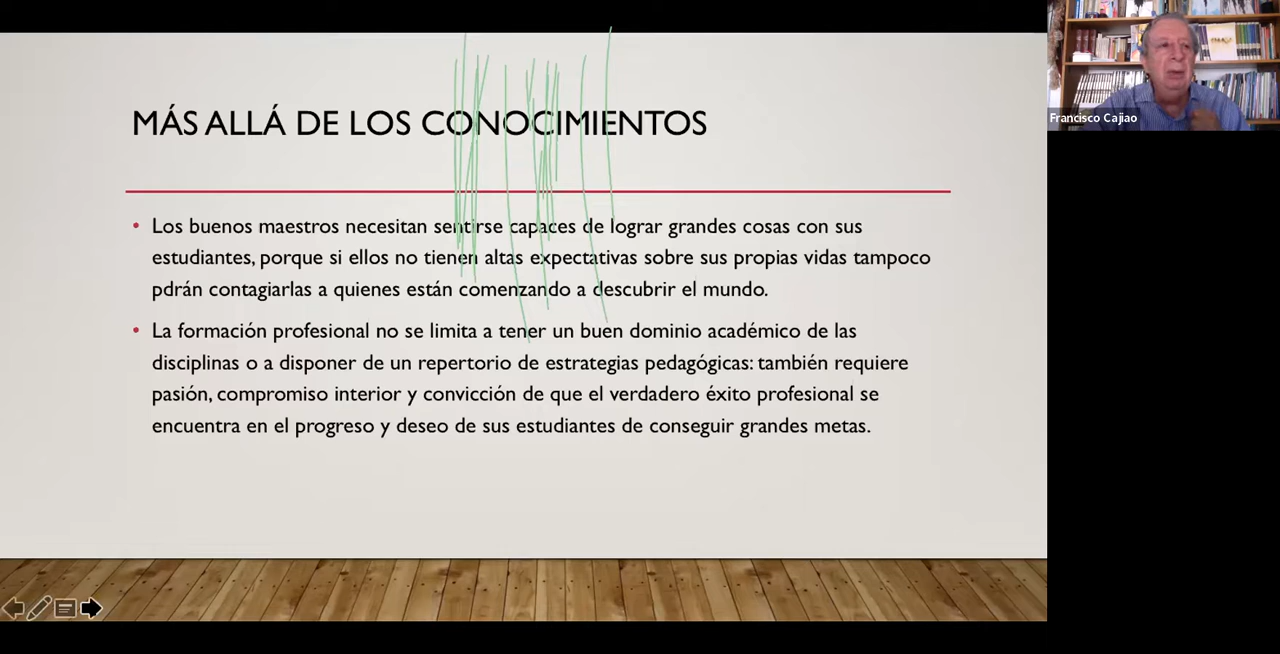 MÁS ALLÁ DE LOS CONOCIMIENTOS
• Los buenos maestros necesitan sentirse capaces de lograr grandes cosas con sus
estudiantes, porque si ellos no tienen altas expectativas sobre sus propias vidas tampoco
pdrán contagiarlas a quienes están comenzando a descubrir el mundo.
• La formación profesional no se limita a tener un buen dominio académico de las
disciplinas o a disponer de un repertorio de estrategias pedagógicas: también requiere
pasión, compromiso interior y convicción de que el verdadero éxito profesional se
encuentra en el progreso y deseo de sus estudiantes de conseguir grandes metas.
Francisco Cajiao